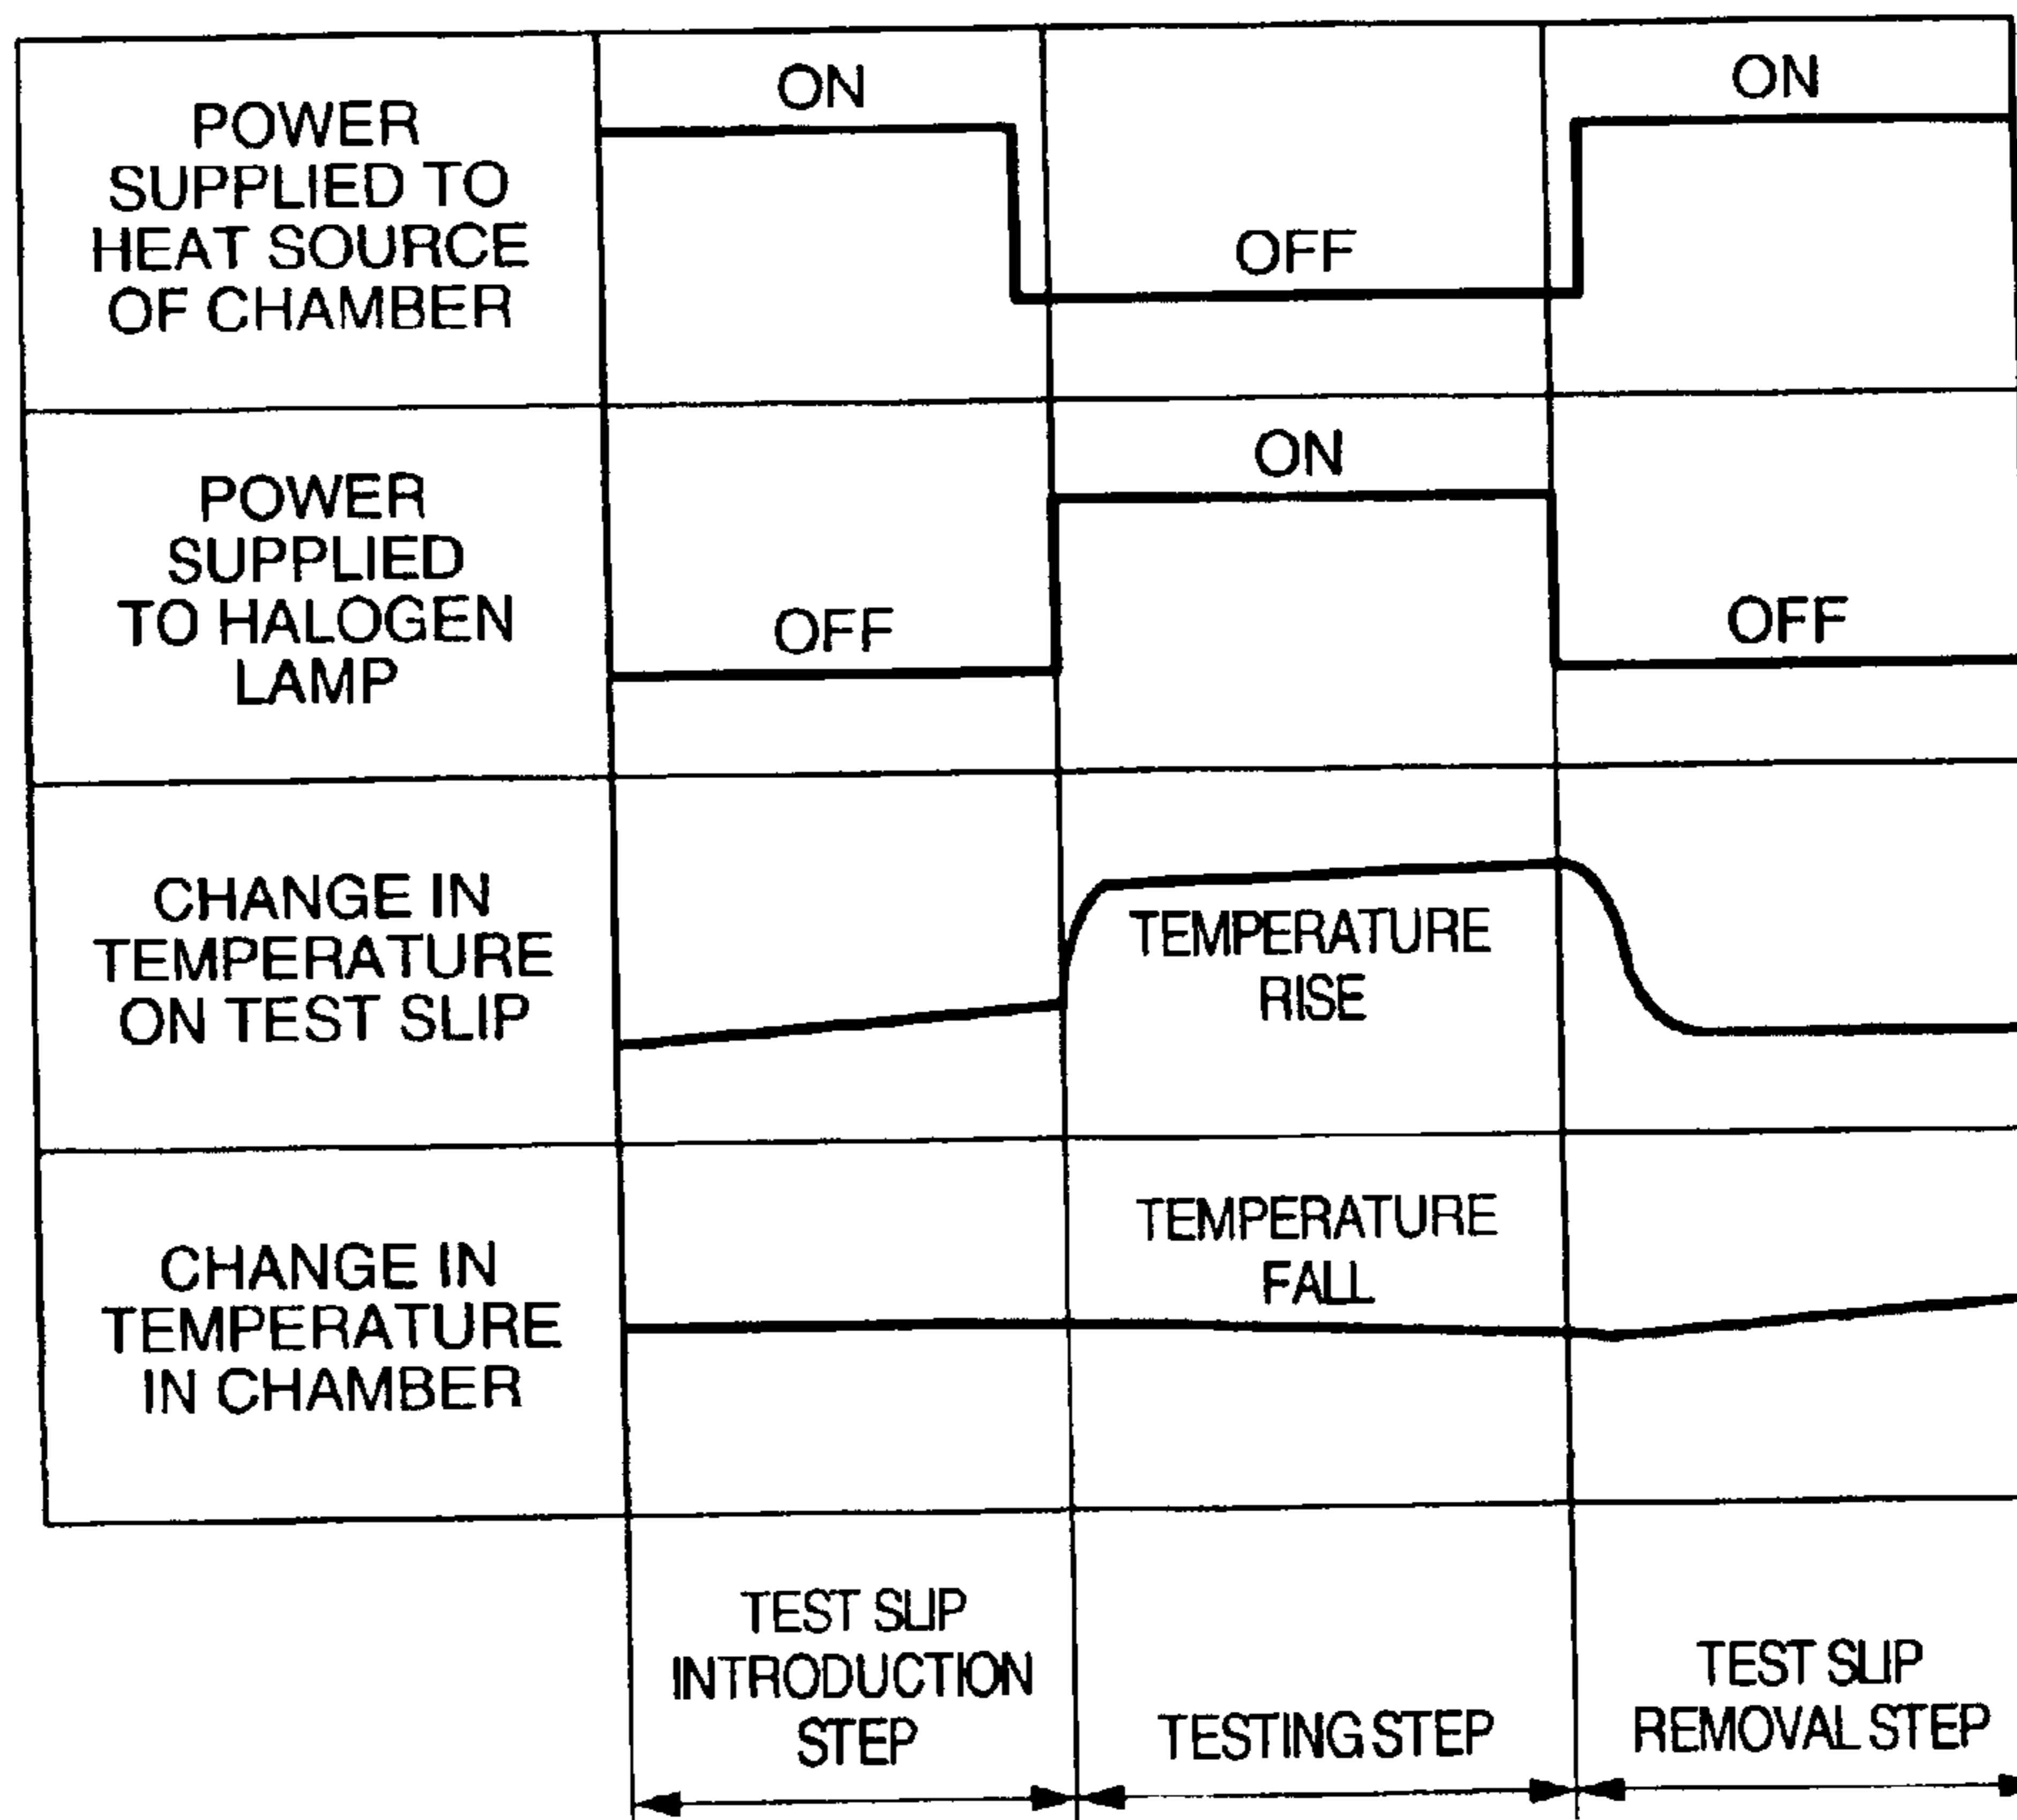 POWER
SUPPLIED TO
HEAT SOURCE
OF CHAMBER
ON
OFF
ON
POWER
SUPPLIED
TO HALOGEN
LAMP
OFF
ON
OFF
CHANGE IN
TEMPERATURE
ON TEST SLIP
TEMPERATURE
RISE
CHANGE IN
TEMPERATURE
IN CHAMBER
TEMPERATURE
FALL
TEST SLIP
INTRODUCTION
STEP
TESTING STEP
TEST SLIP
REMOVAL STEP